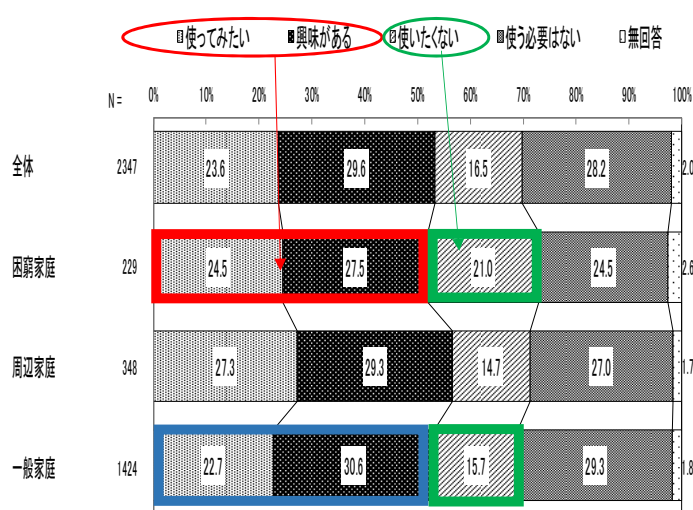 使ってみたい 興味がある 使いたくない 使う必要はない 無回答
N= 0% 10% 20% 30% 40% 50% 60% 70% 80% 90% 100%
全体 2347 23.6 29.6 16.5 28.2 2.0
困窮家庭 229 24.5 27.5 21.0 24.5 2.6
周辺家庭 348 27.3 29.3 14.7 27.0 1.7
一般家庭 1424 22.7 30.6 15.7 29.3 1.8